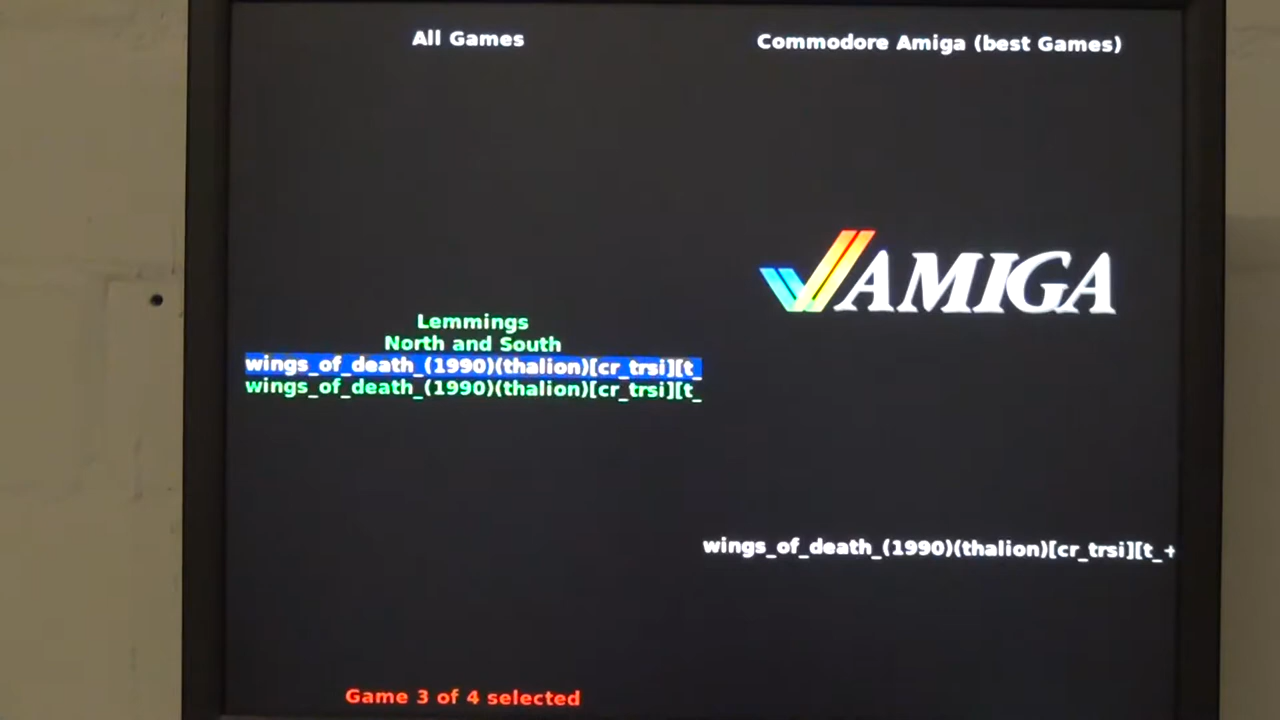 All Games
Commodore Amiga (best Games)
AMIGA
Lemmings
North and South
wings_of_death_(1990)(thalion)[cr_trsi][t_
wings_of_death_(1990)(thalion)[cr_trsi][t_
wings_of_death_(1990)(thalion)[cr_trsi][t_+
Game 3 of 4 selected